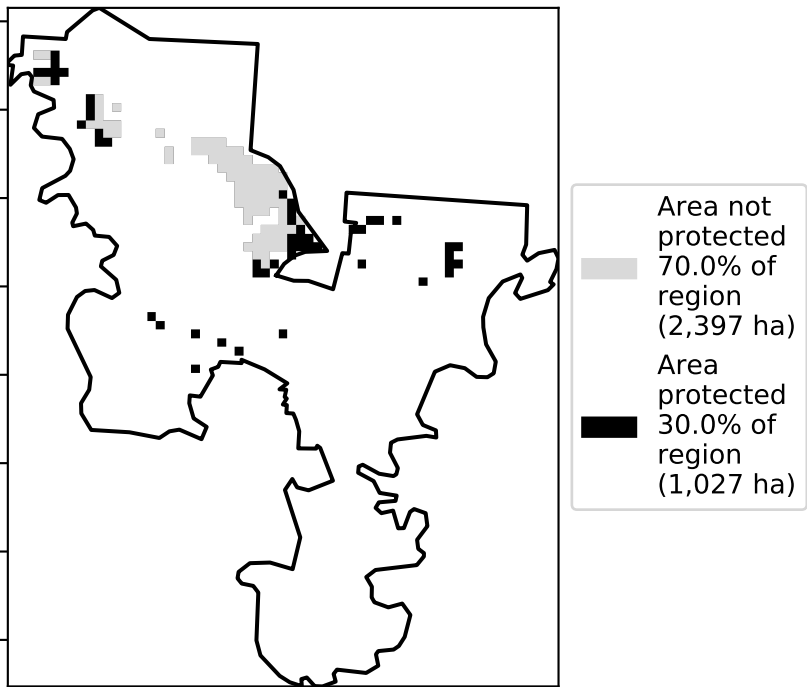 Area not
protected
70.0% of
region
(2,397 ha)
Area
protected
30.0% of
region
(1,027 ha)